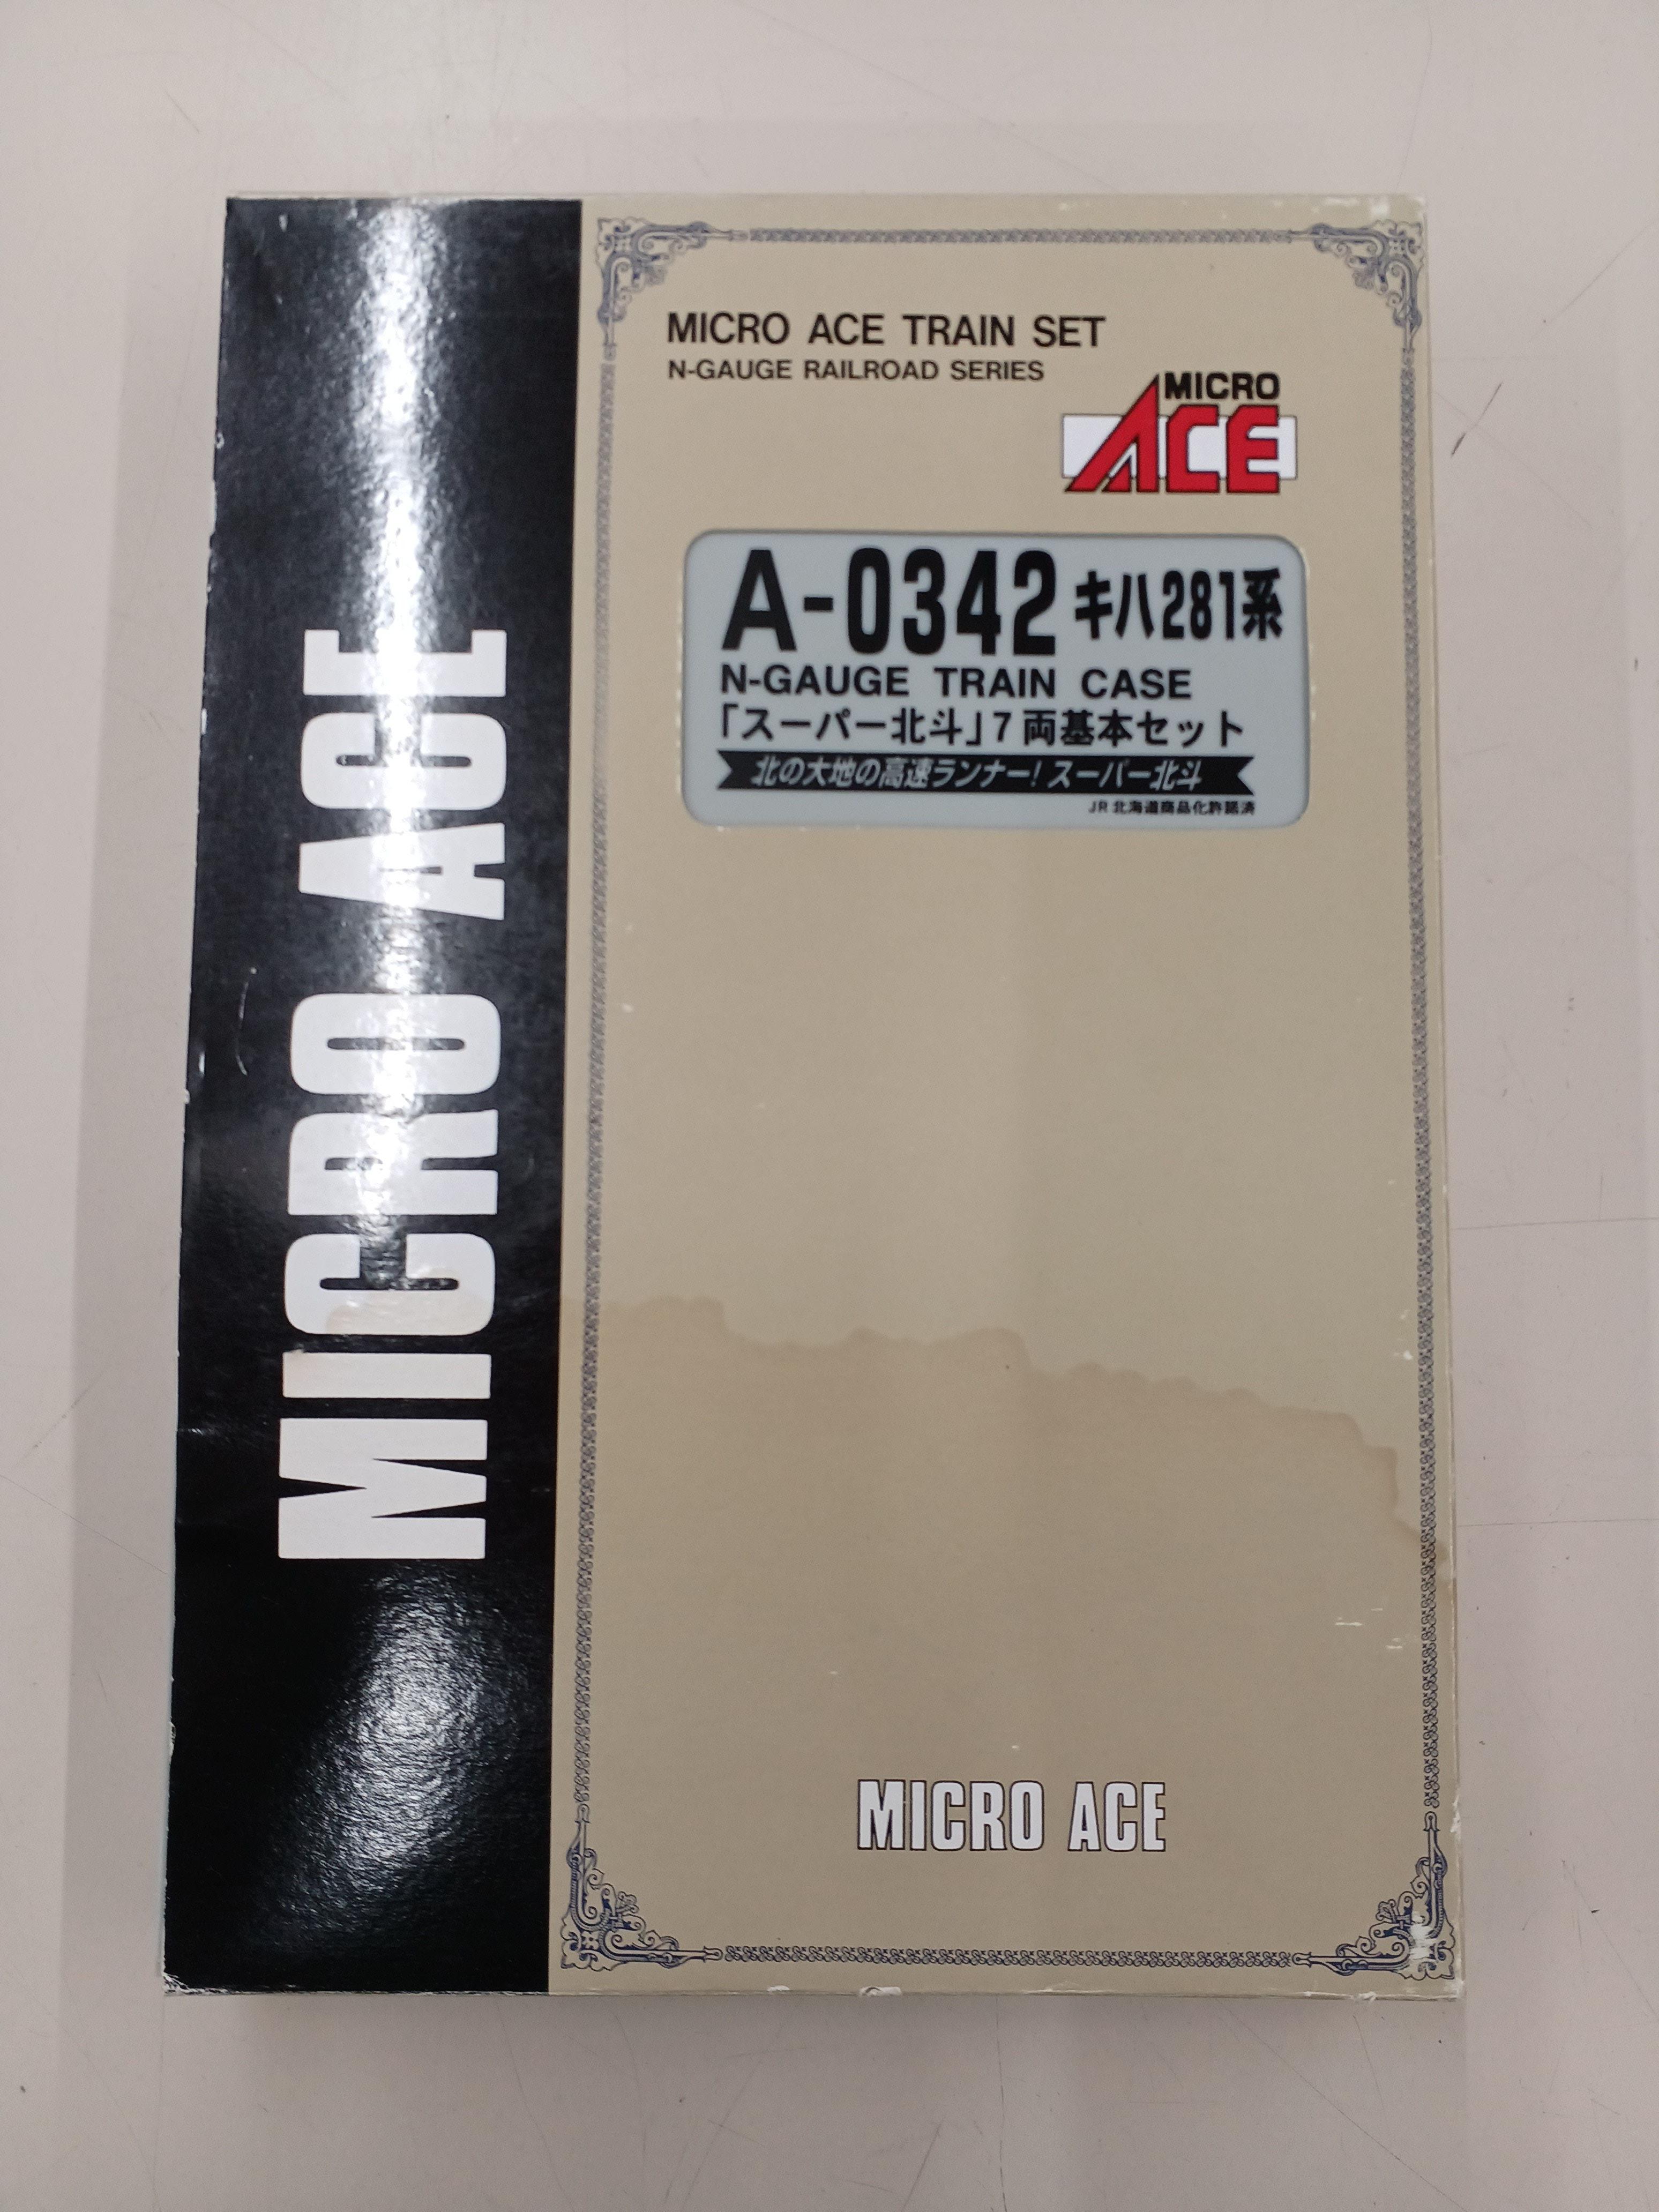 MICRO ACE
MICRO ACE TRAIN SET
N-GAUGE RAILROAD SERIES
MICRO
ACE
A-0342 キハ281系
N-GAUGE TRAIN CASE
「スーパー北斗」7両基本セット
北の大地の高速ランナー! スーパー北斗
JR北海道商品化許諾済
MICRO ACE